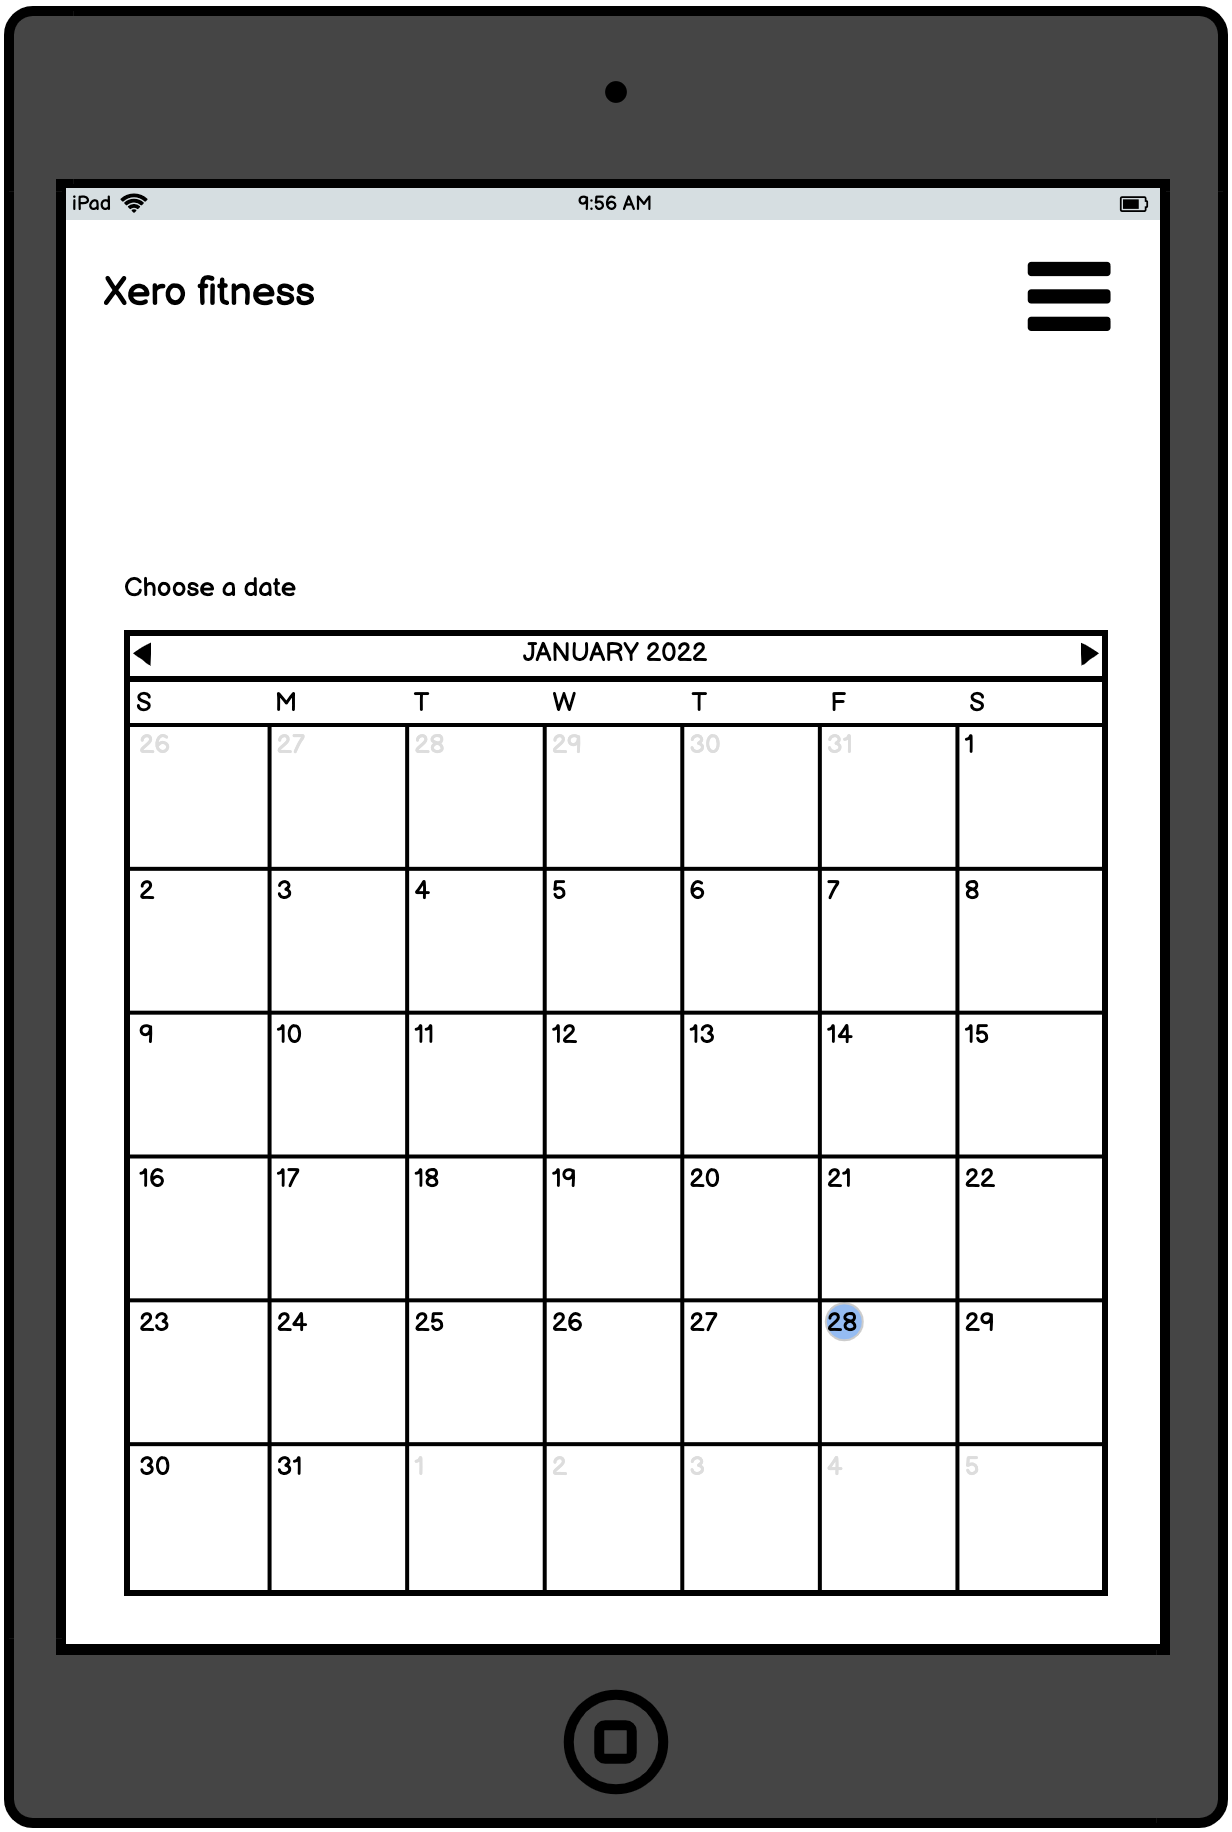 iPad 9:56 AM
Xero fitness
Choose a date
JANUARY 2022
S M T W T F S
26 27 28 29 30 31 1
2 3 4 5 6 7 8
9 10 11 12 13 14 15
16 17 18 19 20 21 22
23 24 25 26 27 28 29
30 31 1 2 3 4 5